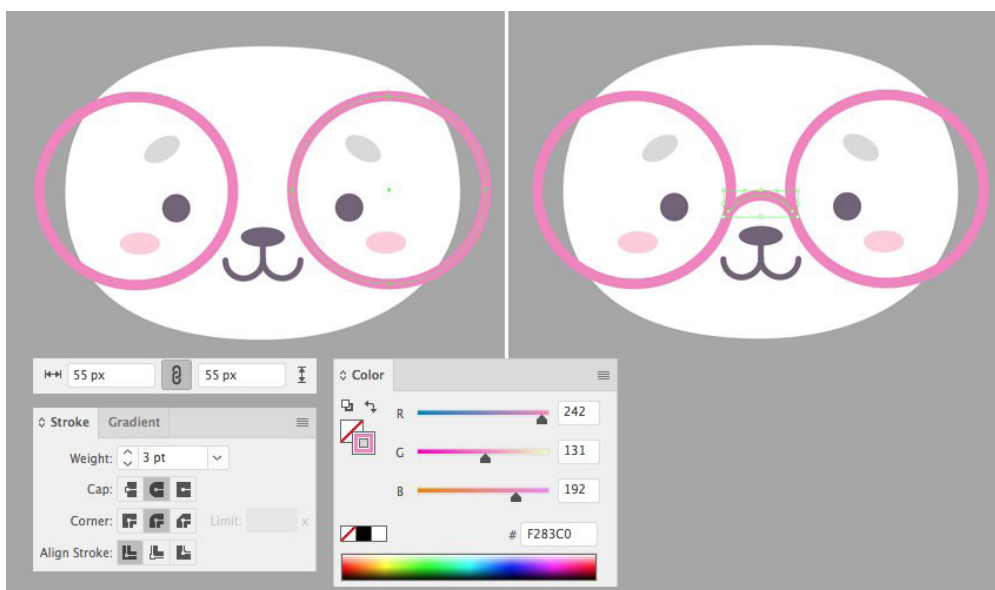 55 px 55 px
Stroke Gradient
Weight: 3 pt
Cap:
Corner: Limit: x
Align Stroke:
Color
R 242
G 131
B 192
# F283C0